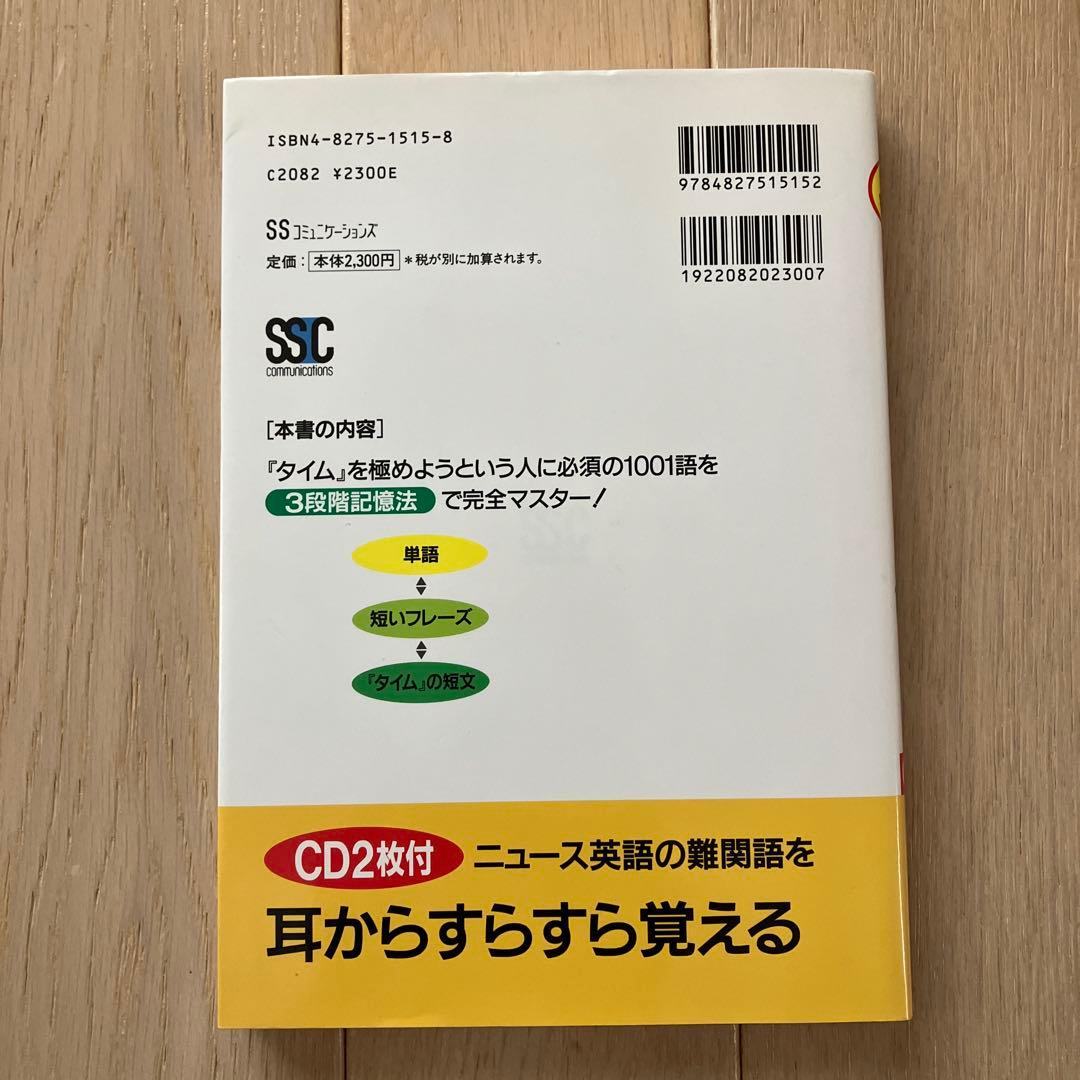 ISBN4-8275-1515-8
C2082 ¥2300E
9784827515152
SSコミュニケーションズ
定価：本体2,300円 *税が別に加算されます。
1922082023007
SSC
communications
[本書の内容]
『タイム』を極めようという人に必須の1001語を
3段階記憶法で完全マスター！
単語
短いフレーズ
『タイム』の短文
CD2枚付 ニュース英語の難関語を
耳からすらすら覚える